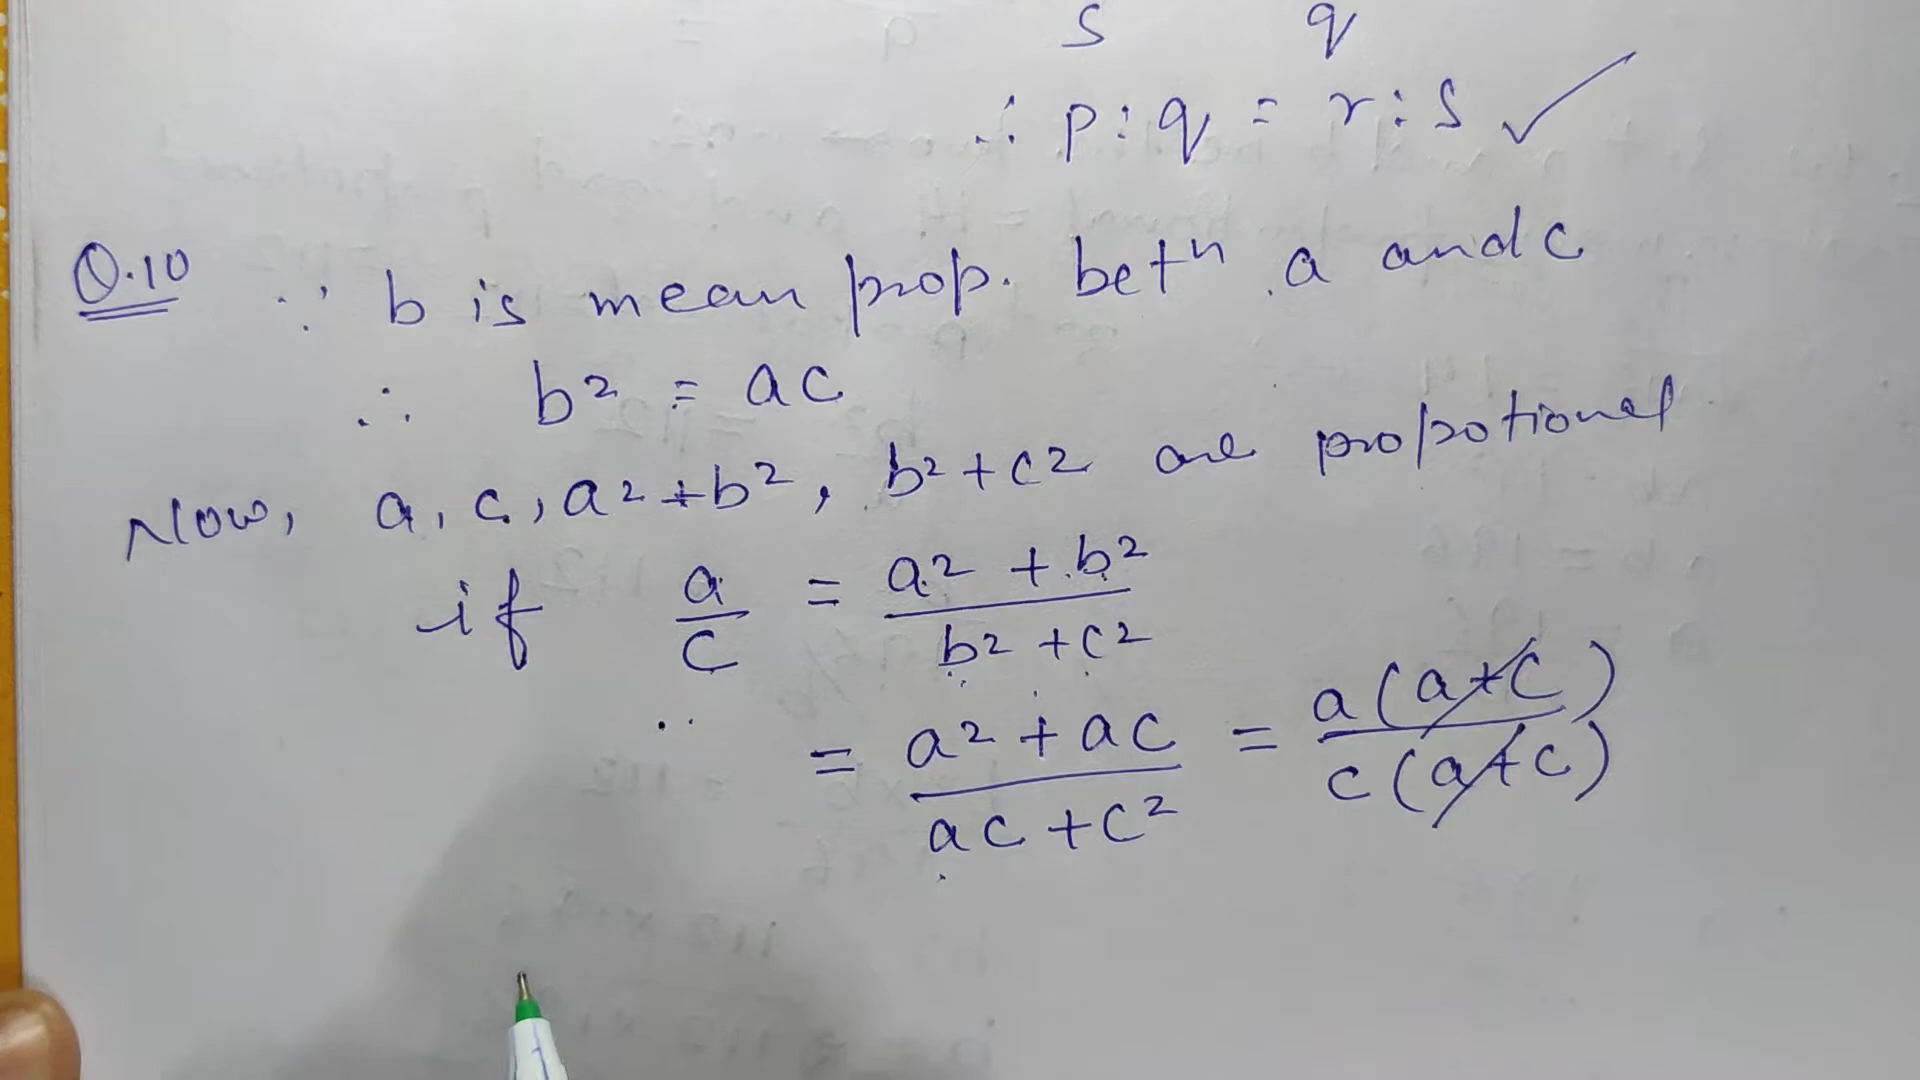 s q
∴ p : q = r : s ✓
Q.10 ∵ b is mean prop. betⁿ a and c
∴ b² = ac
Now, a, c, a² + b², b² + c² are propotional
if a/c = (a² + b²)/(b² + c²)
= (a² + ac)/(ac + c²) = a(a+c)/c(a+c)